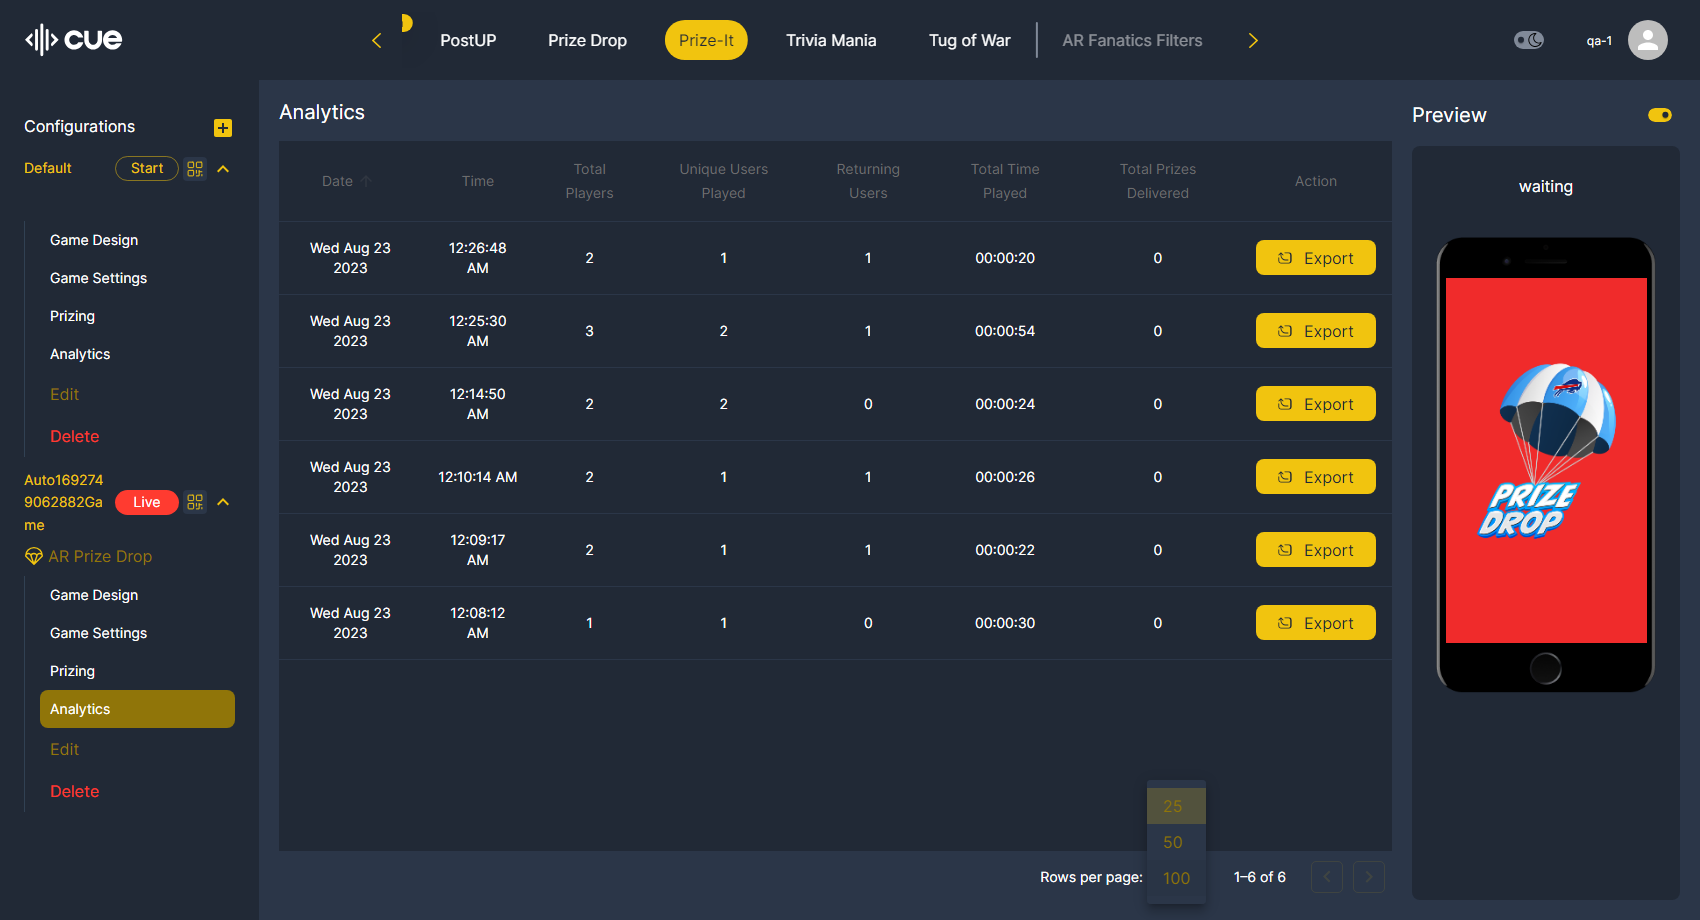 cue
PostUP
Prize Drop
Prize-It
Trivia Mania
Tug of War
AR Fanatics Filters
qa-1
Configurations
Default
Start
Game Design
Game Settings
Prizing
Analytics
Edit
Delete
Auto169274
9062882Ga
me
Live
AR Prize Drop
Game Design
Game Settings
Prizing
Analytics
Edit
Delete
Analytics
Date
Time
Total
Players
Unique Users
Played
Returning
Users
Total Time
Played
Total Prizes
Delivered
Action
Wed Aug 23
2023
12:26:48
AM
2
1
1
00:00:20
0
Export
Wed Aug 23
2023
12:25:30
AM
3
2
1
00:00:54
0
Export
Wed Aug 23
2023
12:14:50
AM
2
2
0
00:00:24
0
Export
Wed Aug 23
2023
12:10:14 AM
2
1
1
00:00:26
0
Export
Wed Aug 23
2023
12:09:17
AM
2
1
1
00:00:22
0
Export
Wed Aug 23
2023
12:08:12
AM
1
1
0
00:00:30
0
Export
Rows per page:
25
50
100
1–6 of 6
Preview
waiting
PRIZE
DROP